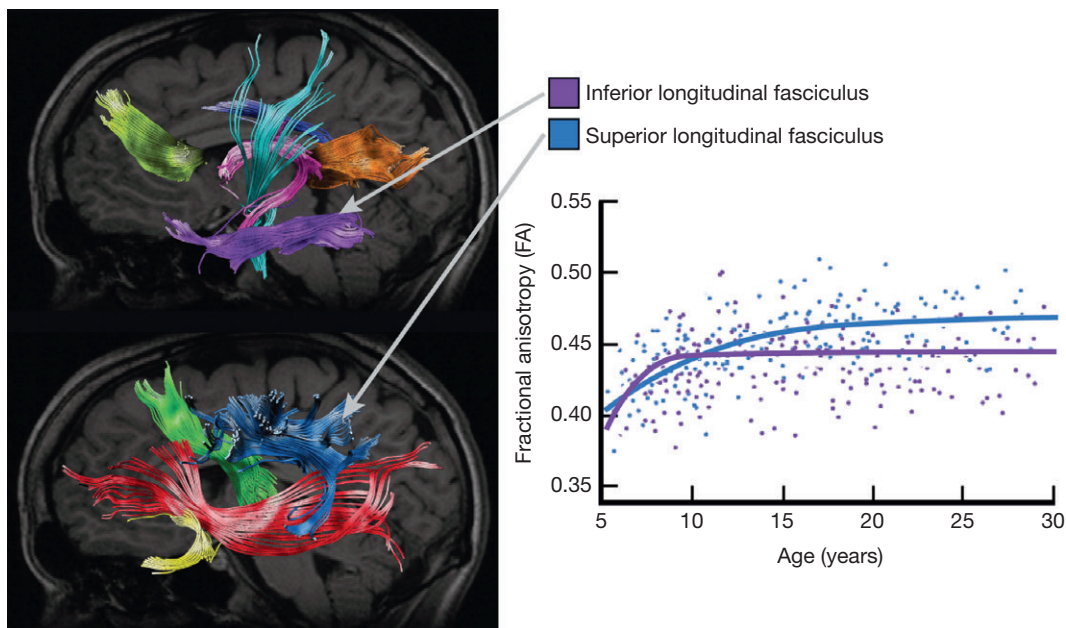 Inferior longitudinal fasciculus
Superior longitudinal fasciculus
Fractional anisotropy (FA)
0.55
0.50
0.45
0.40
0.35
5
10
15
20
25
30
Age (years)